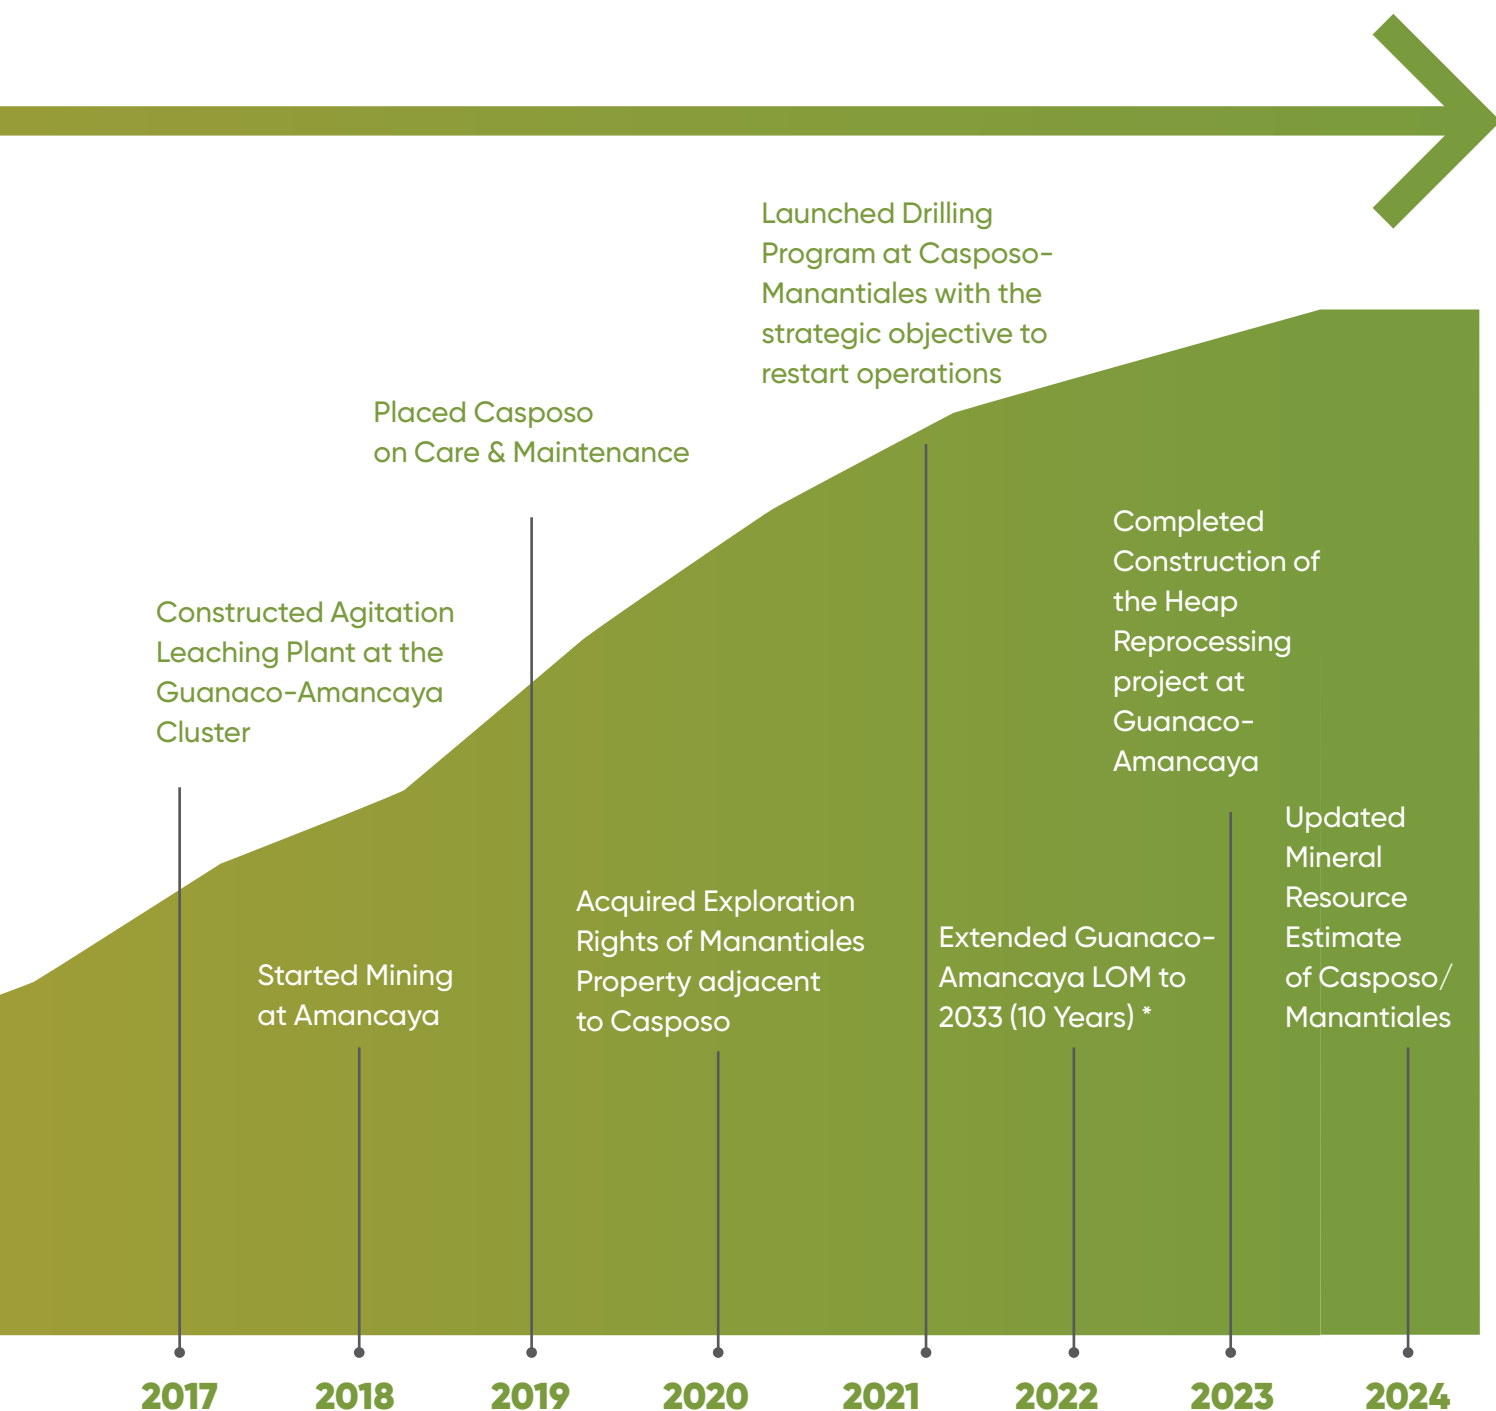 Launched Drilling
Program at Casposo-
Manantiales with the
strategic objective to
restart operations
Placed Casposo
on Care & Maintenance
Completed
Construction of
the Heap
Reprocessing
project at
Guanaco-
Amancaya
Constructed Agitation
Leaching Plant at the
Guanaco-Amancaya
Cluster
Updated
Mineral
Resource
Estimate
of Casposo/
Manantiales
Acquired Exploration
Rights of Manantiales
Property adjacent
to Casposo
Extended Guanaco-
Amancaya LOM to
2033 (10 Years) *
Started Mining
at Amancaya
2017 2018 2019 2020 2021 2022 2023 2024